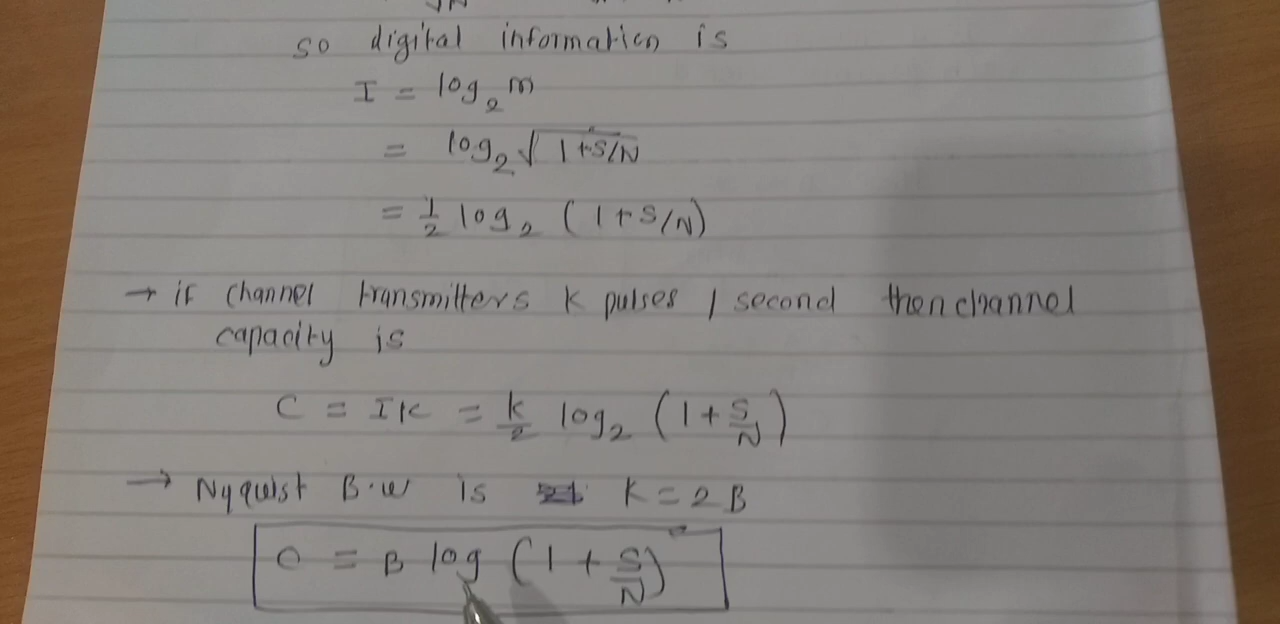 so digital information is
I = log₂ m
= log₂ √1+S/N
= 1/2 log₂ (1+S/N)
→ if channel transmitters k pulses / second then channel
capacity is
C = Ik = k/2 log₂ (1+S/N)
→ Nyquist B.w is K = 2B
C = B log (1 + S/N)